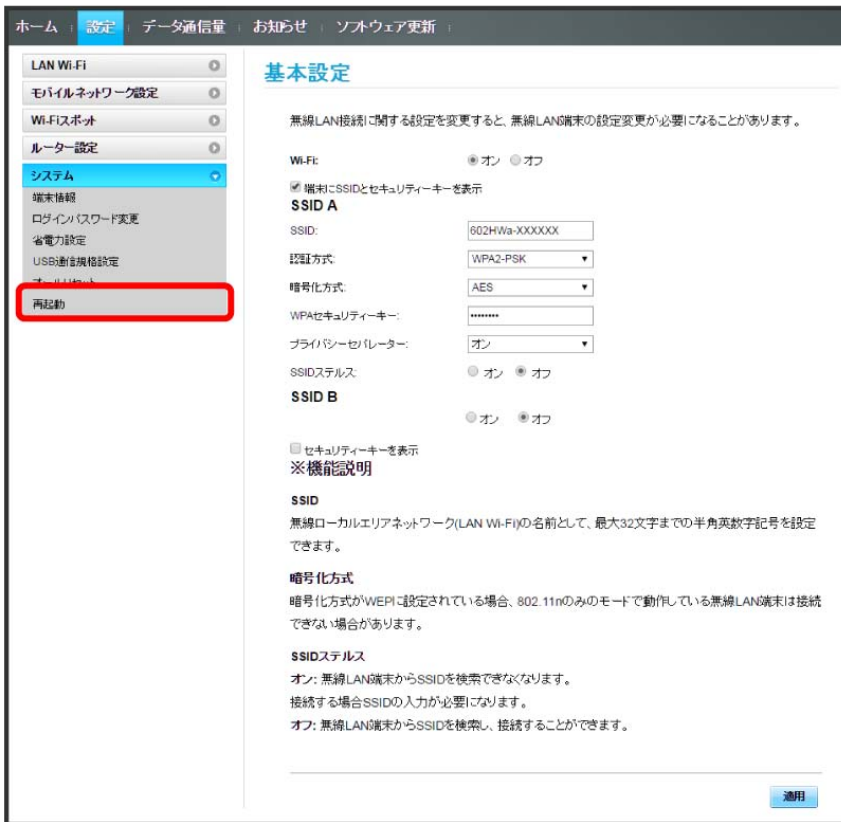 ホーム 設定 データ通信量 お知らせ ソフトウェア更新
LAN Wi-Fi
モバイルネットワーク設定
Wi-Fiスポット
ルーター設定
システム
端末情報
ログインパスワード変更
省電力設定
USB通信規格設定
オールリセット
再起動
基本設定
無線LAN接続に関する設定を変更すると、無線LAN端末の設定変更が必要になることがあります。
Wi-Fi: オン オフ
端末にSSIDとセキュリティーキーを表示
SSID A
SSID: 602HWa-XXXXXX
認証方式: WPA2-PSK
暗号化方式: AES
WPAセキュリティーキー: ••••••••
プライバシーセパレーター: オン
SSIDステルス: オン オフ
SSID B
オン オフ
セキュリティーキーを表示
※機能説明
SSID
無線ローカルエリアネットワーク(LAN Wi-Fi)の名前として、最大32文字までの半角英数字記号を設定
できます。
暗号化方式
暗号化方式がWEPに設定されている場合、802.11nのみのモードで動作している無線LAN端末は接続
できない場合があります。
SSIDステルス
オン: 無線LAN端末からSSIDを検索できなくなります。
接続する場合SSIDの入力が必要になります。
オフ: 無線LAN端末からSSIDを検索し、接続することができます。
適用